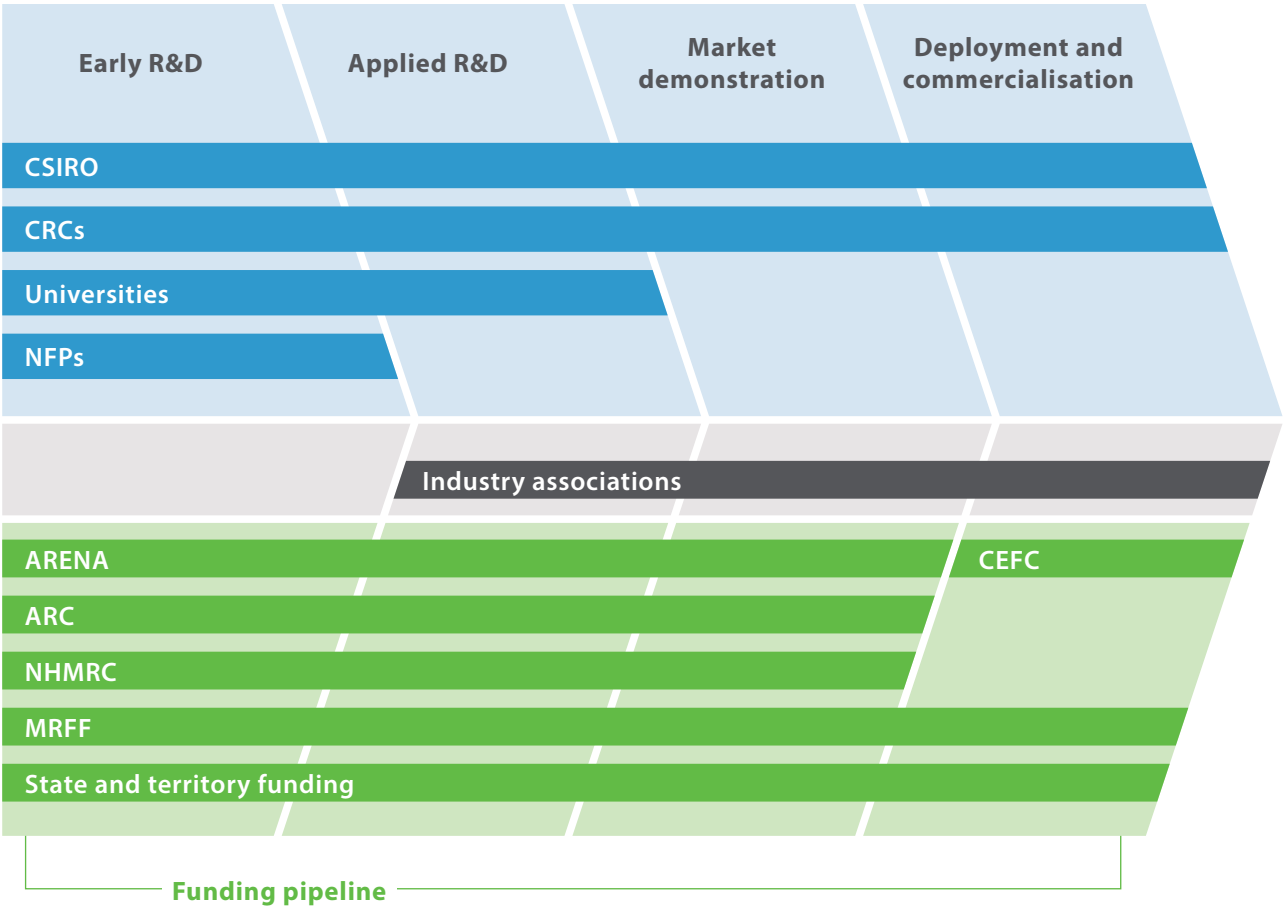 Early R&D
Applied R&D
Market
demonstration
Deployment and
commercialisation
CSIRO
CRCs
Universities
NFPs
Industry associations
ARENA
CEFC
ARC
NHMRC
MRFF
State and territory funding
Funding pipeline